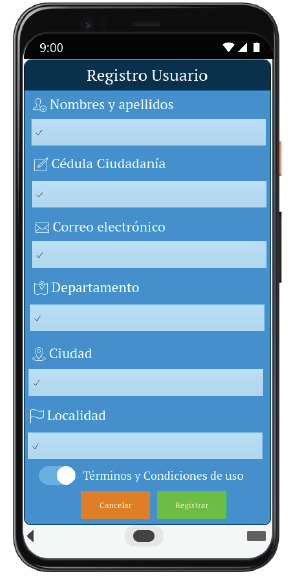 9:00
Registro Usuario
Nombres y apellidos
Cédula Ciudadanía
Correo electrónico
Departamento
Ciudad
Localidad
Términos y Condiciones de uso
Cancelar
Registrar